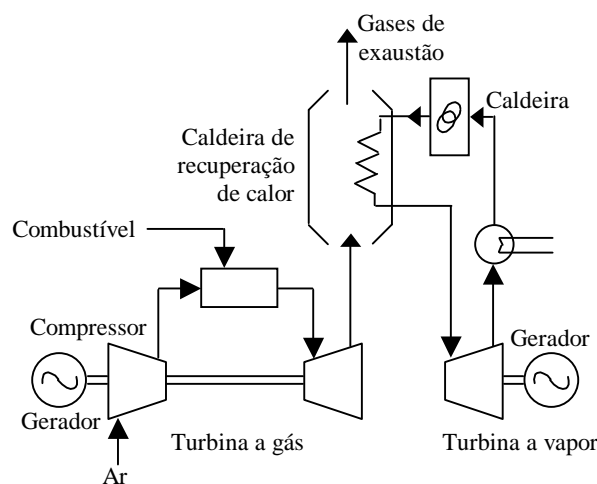 Gases de
exaustão
Caldeira
Caldeira de
recuperação
de calor
Combustível
Compressor
Gerador
Gerador
Turbina a gás
Turbina a vapor
Ar